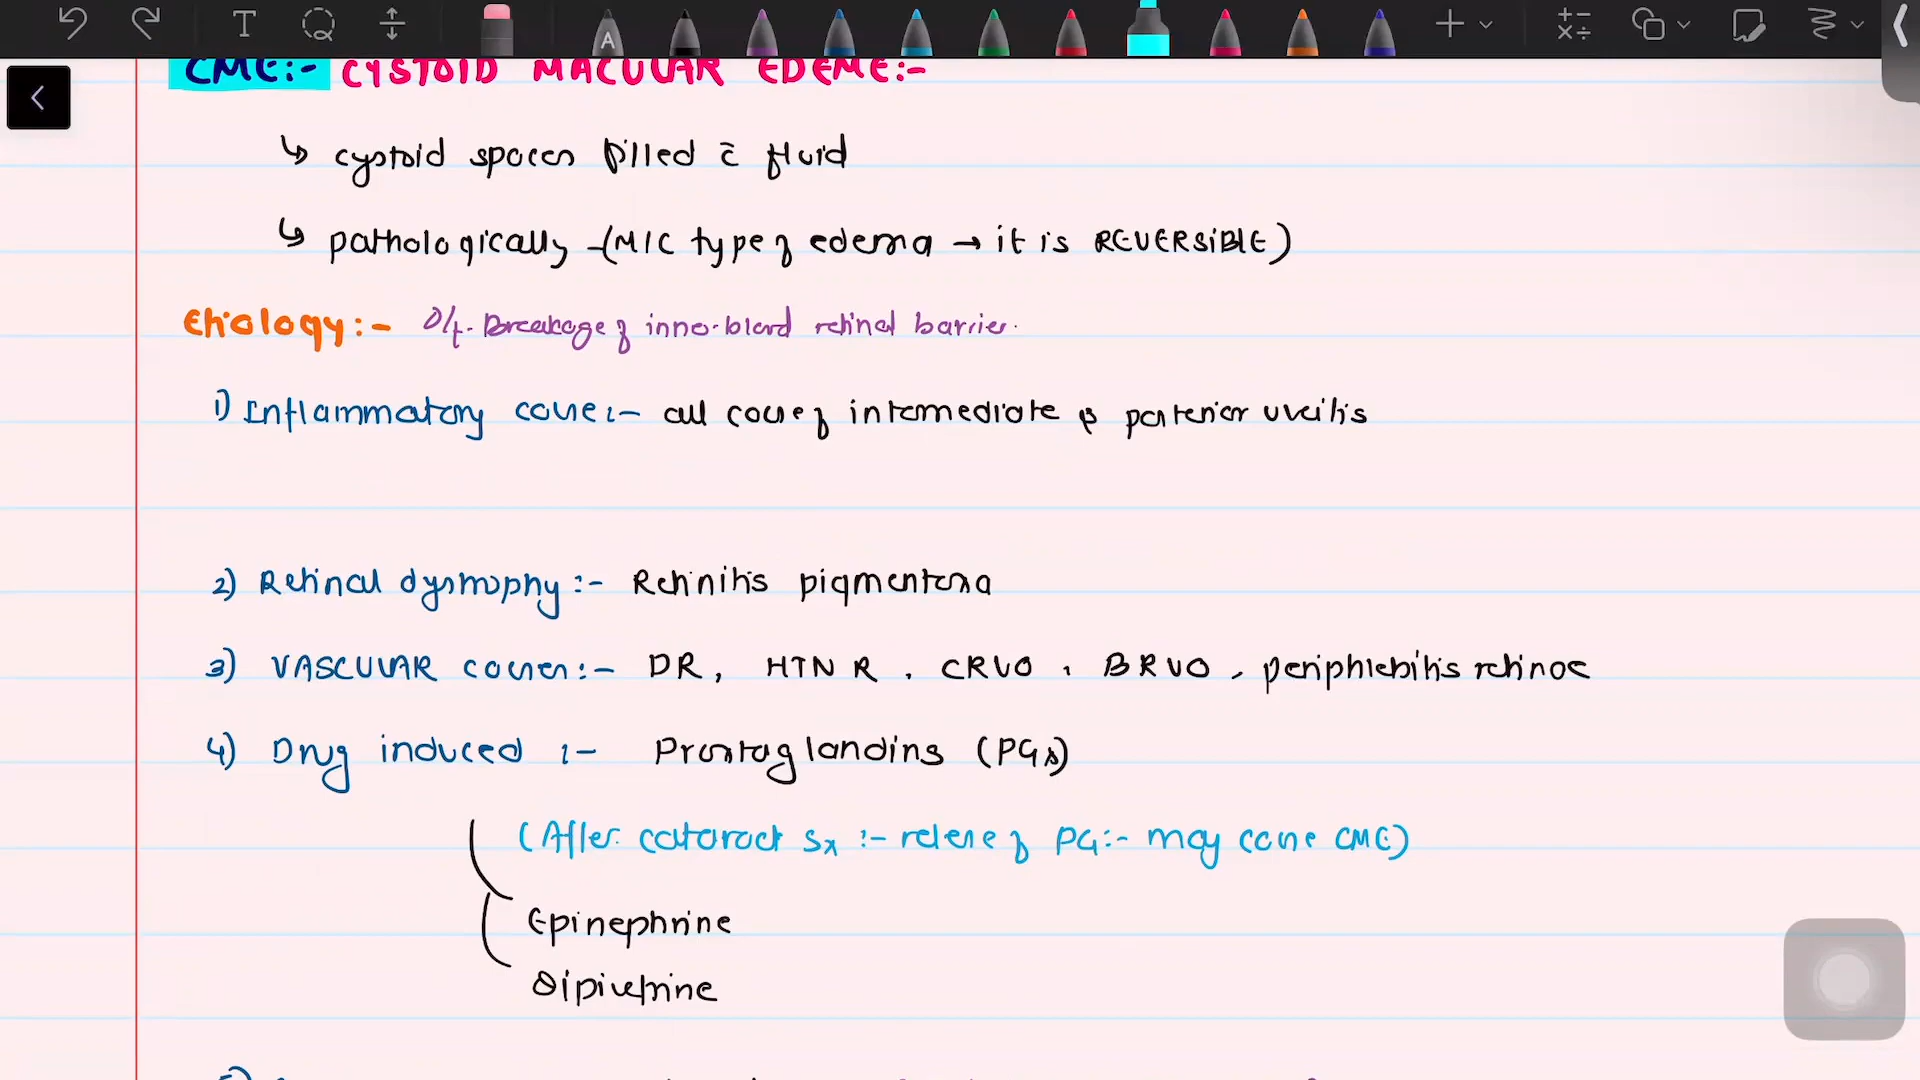 CME:- CYSTOID MACULAR EDEME:-
↳ cystoid spaces filled c̄ fluid
↳ pathologically -(M/C type of edema → it is REVERSIBLE)
Etiology:- D/t. Breakage of inner blood retinal barrier.
1) Inflammatory cause:- all cause of intermediate & posterior uveitis
2) Retinal dystrophy:- Retinitis pigmentosa
3) VASCULAR causes:- DR, HTN R, CRVO, BRVO, periphlebitis retinae
4) Drug induced :- Prostaglandins (PGs)
(After cataract Sx :- release of PG:- may cause CME)
Epinephrine
Dipivefrine